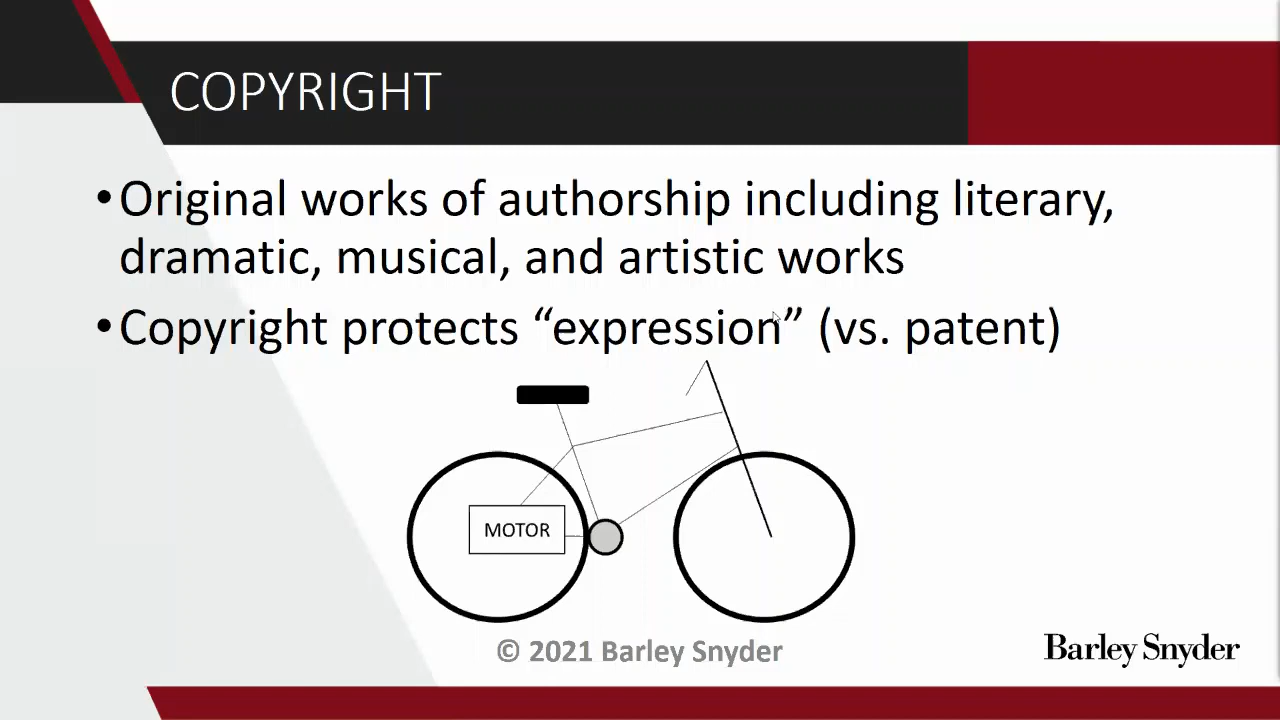 COPYRIGHT
•Original works of authorship including literary,
dramatic, musical, and artistic works
•Copyright protects “expression” (vs. patent)
MOTOR
© 2021 Barley Snyder
Barley Snyder